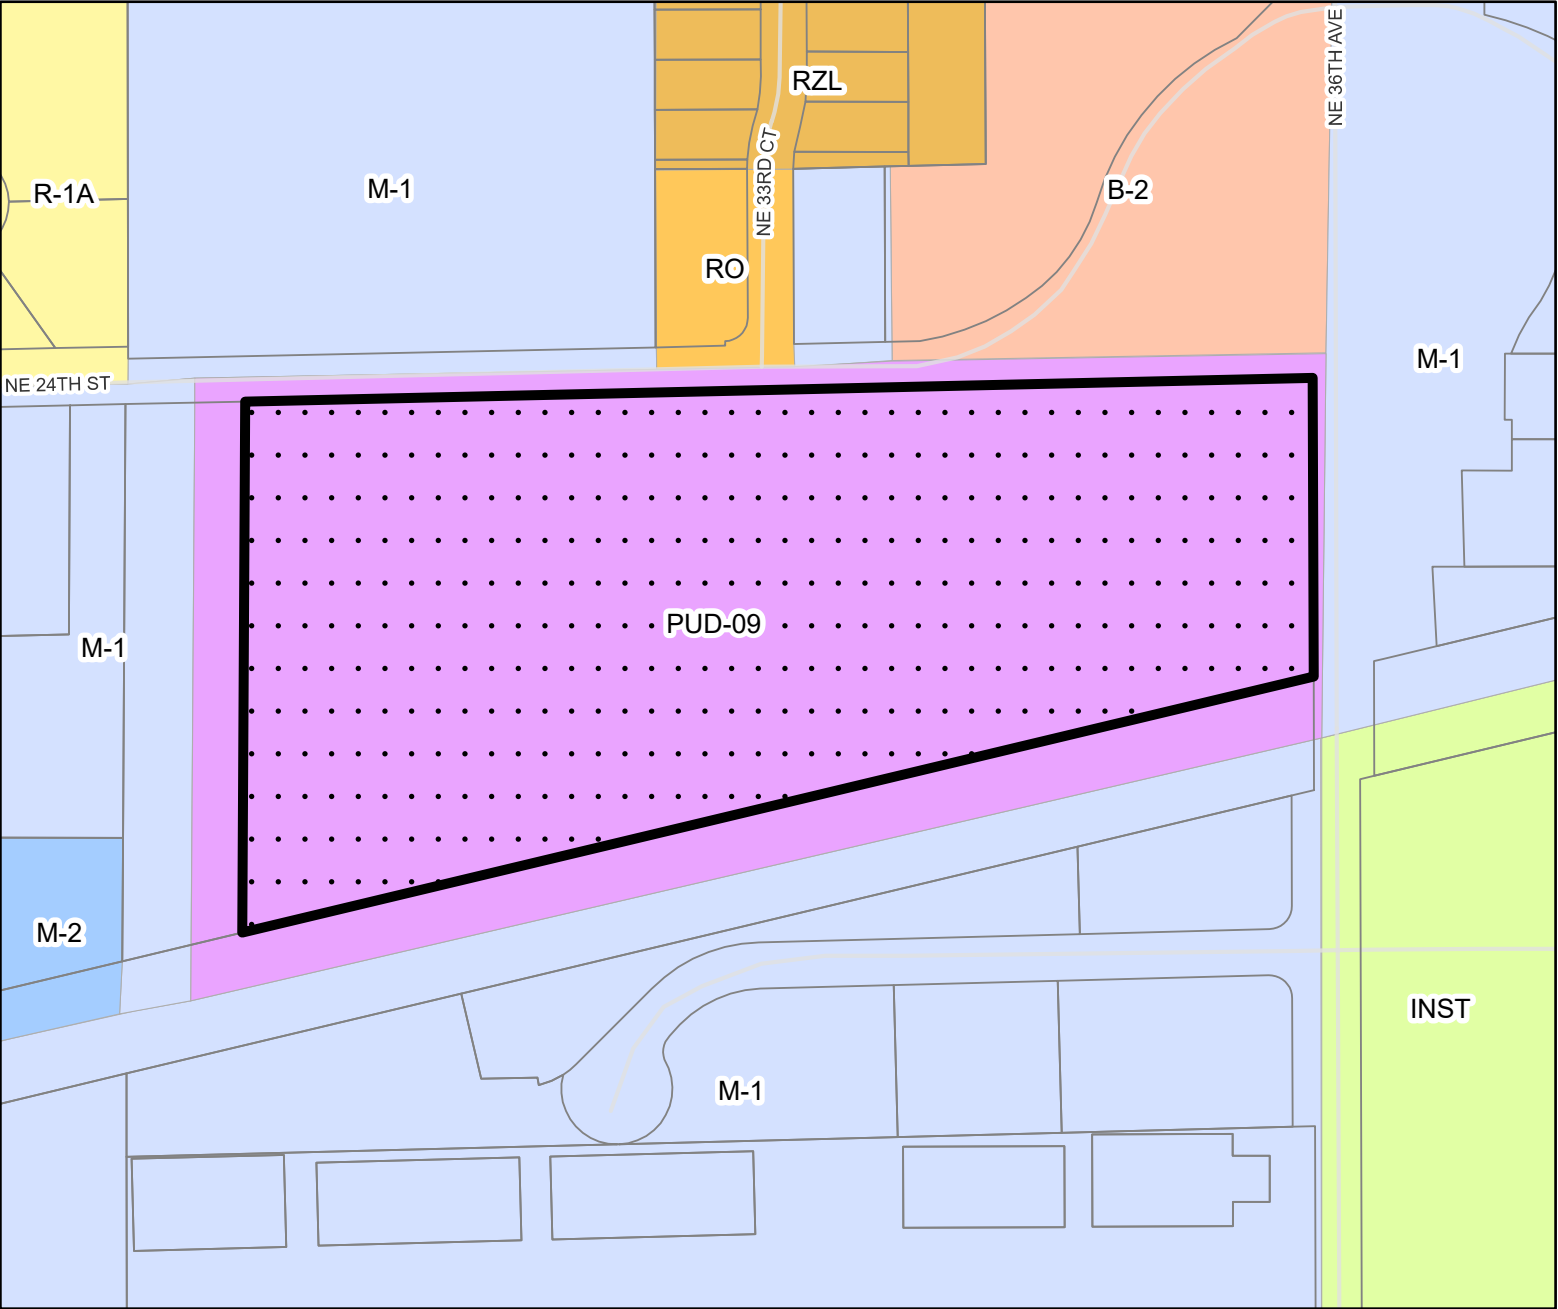 NE 36TH AVE
RZL
NE 33RD CT
R-1A
M-1
B-2
RO
M-1
NE 24TH ST
PUD-09
M-1
M-2
INST
M-1